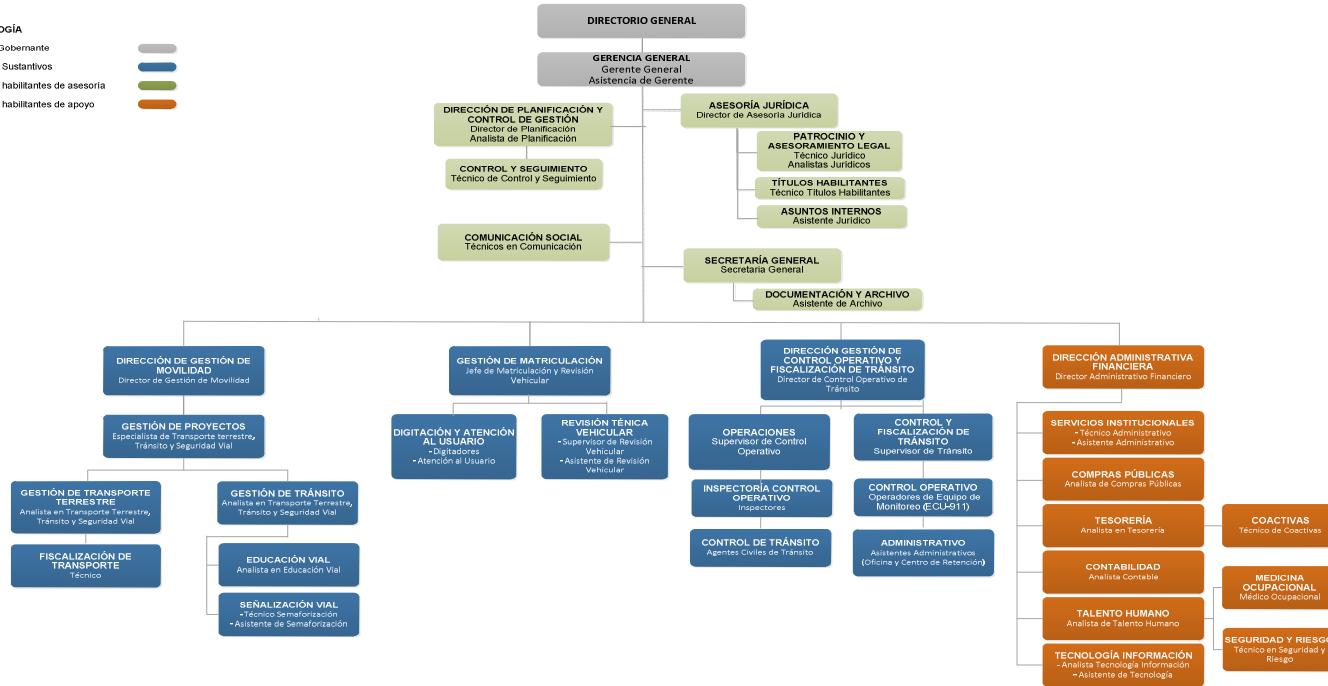 DIRECTORIO GENERAL
OGÍA
Gobernante
Sustantivos
habilitantes de asesoría
habilitantes de apoyo
GERENCIA GENERAL
Gerente General
Asistencia de Gerente
DIRECCIÓN DE PLANIFICACIÓN Y
CONTROL DE GESTIÓN
Director de Planificación
Analista de Planificación
CONTROL Y SEGUIMIENTO
Técnico de Control y Seguimiento
ASESORÍA JURÍDICA
Director de Asesoría Jurídica
PATROCINIO Y
ASESORAMIENTO LEGAL
Técnico Jurídico
Analistas Jurídicos
TÍTULOS HABILITANTES
Técnico Títulos Habilitantes
ASUNTOS INTERNOS
Asistente Jurídico
COMUNICACIÓN SOCIAL
Técnicos en Comunicación
SECRETARÍA GENERAL
Secretaria General
DOCUMENTACIÓN Y ARCHIVO
Asistente de Archivo
DIRECCIÓN DE GESTIÓN DE
MOVILIDAD
Director de Gestión de Movilidad
GESTIÓN DE PROYECTOS
Especialista de Transporte terrestre,
Tránsito y Seguridad Vial
GESTIÓN DE TRANSPORTE
TERRESTRE
Analista en Transporte Terrestre,
Tránsito y Seguridad Vial
FISCALIZACIÓN DE
TRANSPORTE
Técnico
GESTIÓN DE TRÁNSITO
Analista en Transporte Terrestre,
Tránsito y Seguridad Vial
EDUCACIÓN VIAL
Analista en Educación Vial
SEÑALIZACIÓN VIAL
-Técnico Semaforización
-Asistente de Semaforización
GESTIÓN DE MATRICULACIÓN
Jefe de Matriculación y Revisión
Vehicular
DIGITACIÓN Y ATENCIÓN
AL USUARIO
-Digitadores
-Atención al Usuario
REVISIÓN TÉNICA
VEHICULAR
-Supervisor de Revisión
Vehicular
-Asistente de Revisión
Vehicular
DIRECCIÓN GESTIÓN DE
CONTROL OPERATIVO Y
FISCALIZACIÓN DE TRÁNSITO
Director de Control Operativo de
Tránsito
OPERACIONES
Supervisor de Control
Operativo
INSPECTORÍA CONTROL
OPERATIVO
Inspectores
CONTROL DE TRÁNSITO
Agentes Civiles de Tránsito
CONTROL Y
FISCALIZACIÓN DE
TRÁNSITO
Supervisor de Tránsito
CONTROL OPERATIVO
Operadores de Equipo de
Monitoreo (ECU-911)
ADMINISTRATIVO
Asistentes Administrativos
(Oficina y Centro de Retención)
DIRECCIÓN ADMINISTRATIVA
FINANCIERA
Director Administrativo Financiero
SERVICIOS INSTITUCIONALES
-Técnico Administrativo
-Asistente Administrativo
COMPRAS PÚBLICAS
Analista de Compras Públicas
TESORERÍA
Analista en Tesorería
COACTIVAS
Técnico de Coactivas
CONTABILIDAD
Analista Contable
TALENTO HUMANO
Analista de Talento Humano
MEDICINA
OCUPACIONAL
Médico Ocupacional
SEGURIDAD Y RIESGO
Técnico en Seguridad y
Riesgo
TECNOLOGÍA INFORMACIÓN
-Analista Tecnología Información
-Asistente de Tecnología